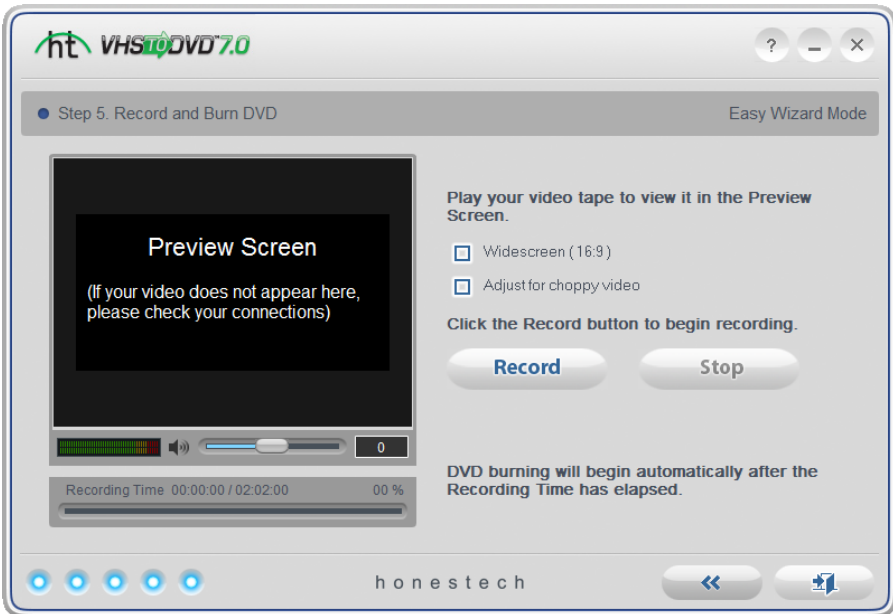 ht VHS TO DVD™ 7.0
?
Step 5. Record and Burn DVD
Easy Wizard Mode
Preview Screen
(If your video does not appear here,
please check your connections)
0
Recording Time 00:00:00 / 02:02:00
00 %
Play your video tape to view it in the Preview
Screen.
Widescreen ( 16:9 )
Adjust for choppy video
Click the Record button to begin recording.
Record
Stop
DVD burning will begin automatically after the
Recording Time has elapsed.
honestech